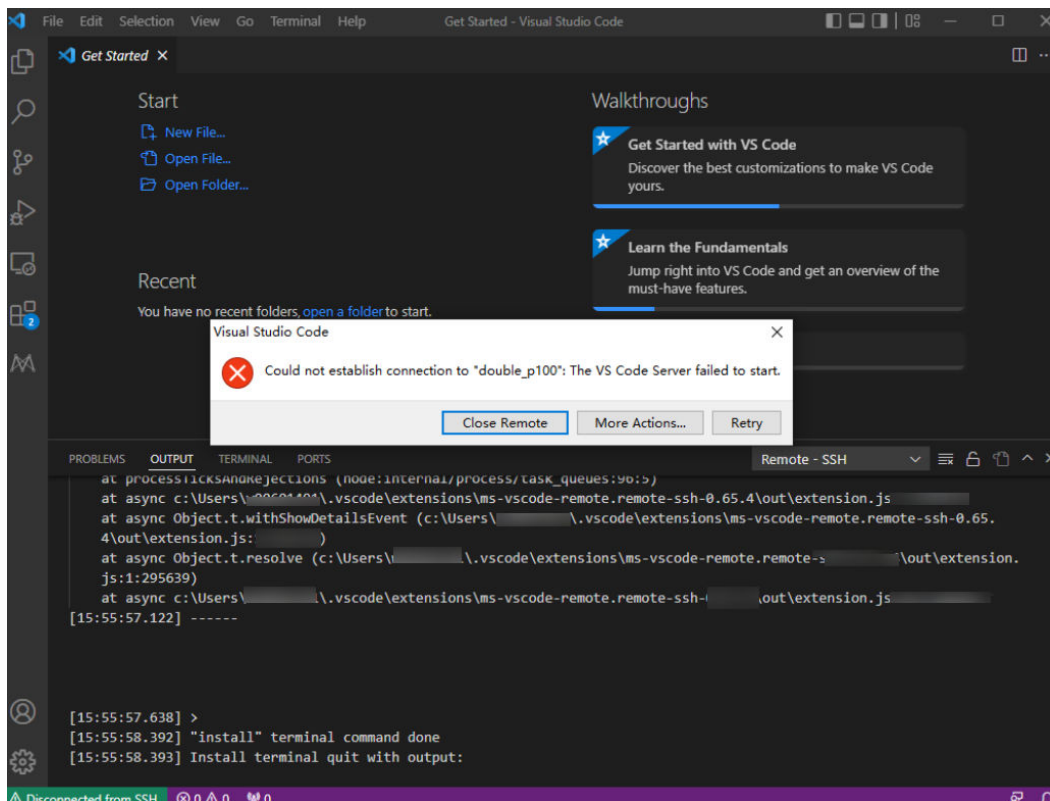 File Edit Selection View Go Terminal Help Get Started - Visual Studio Code
Get Started
Start
New File...
Open File...
Open Folder...
Recent
You have no recent folders, open a folder to start.
Walkthroughs
Get Started with VS Code
Discover the best customizations to make VS Code
yours.
Learn the Fundamentals
Jump right into VS Code and get an overview of the
must-have features.
2
Visual Studio Code
Could not establish connection to "double_p100": The VS Code Server failed to start.
Close Remote More Actions... Retry
PROBLEMS OUTPUT TERMINAL PORTS Remote - SSH
at processTicksAndRejections (node:internal/process/task_queues:96:5)
at async c:\Users\ \.vscode\extensions\ms-vscode-remote.remote-ssh-0.65.4\out\extension.js
at async Object.t.withShowDetailsEvent (c:\Users\ \.vscode\extensions\ms-vscode-remote.remote-ssh-0.65.
4\out\extension.js: )
at async Object.t.resolve (c:\Users\ \.vscode\extensions\ms-vscode-remote.remote-s \out\extension.
js:1:295639)
at async c:\Users\ \.vscode\extensions\ms-vscode-remote.remote-ssh- \out\extension.js
[15:55:57.122] ------
[15:55:57.638] >
[15:55:58.392] "install" terminal command done
[15:55:58.393] Install terminal quit with output:
Disconnected from SSH 0 0 0